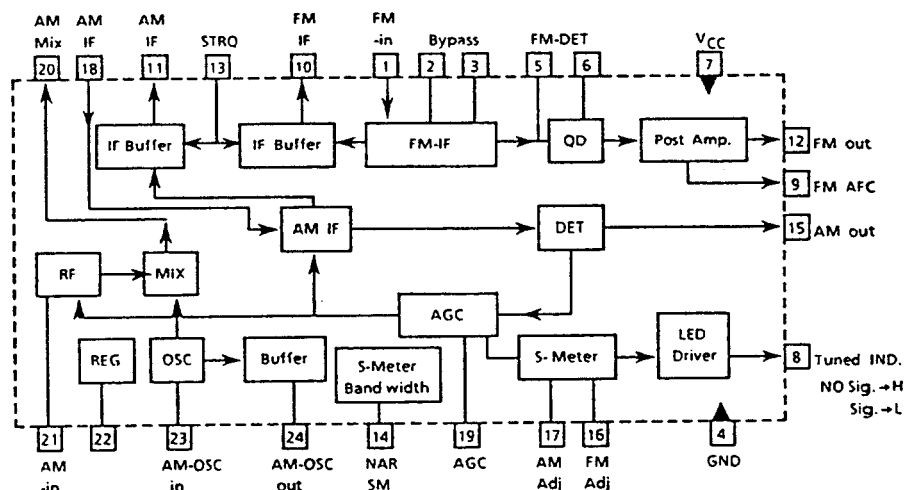 AM AM AM FM FM
Mix IF IF STRQ IF -in Bypass FM-DET VCC
20 18 11 13 10 1 2 3 5 6 7
IF Buffer IF Buffer FM-IF QD Post Amp. 12 FM out
9 FM AFC
AM IF DET 15 AM out
RF MIX
AGC
REG OSC Buffer S-Meter Band width S-Meter LED Driver 8 Tuned IND.
NO Sig.→H
Sig.→L
21 22 23 24 14 19 17 16 4
AM AM-OSC AM-OSC NAR AGC AM FM GND
-in in out SM Adj Adj